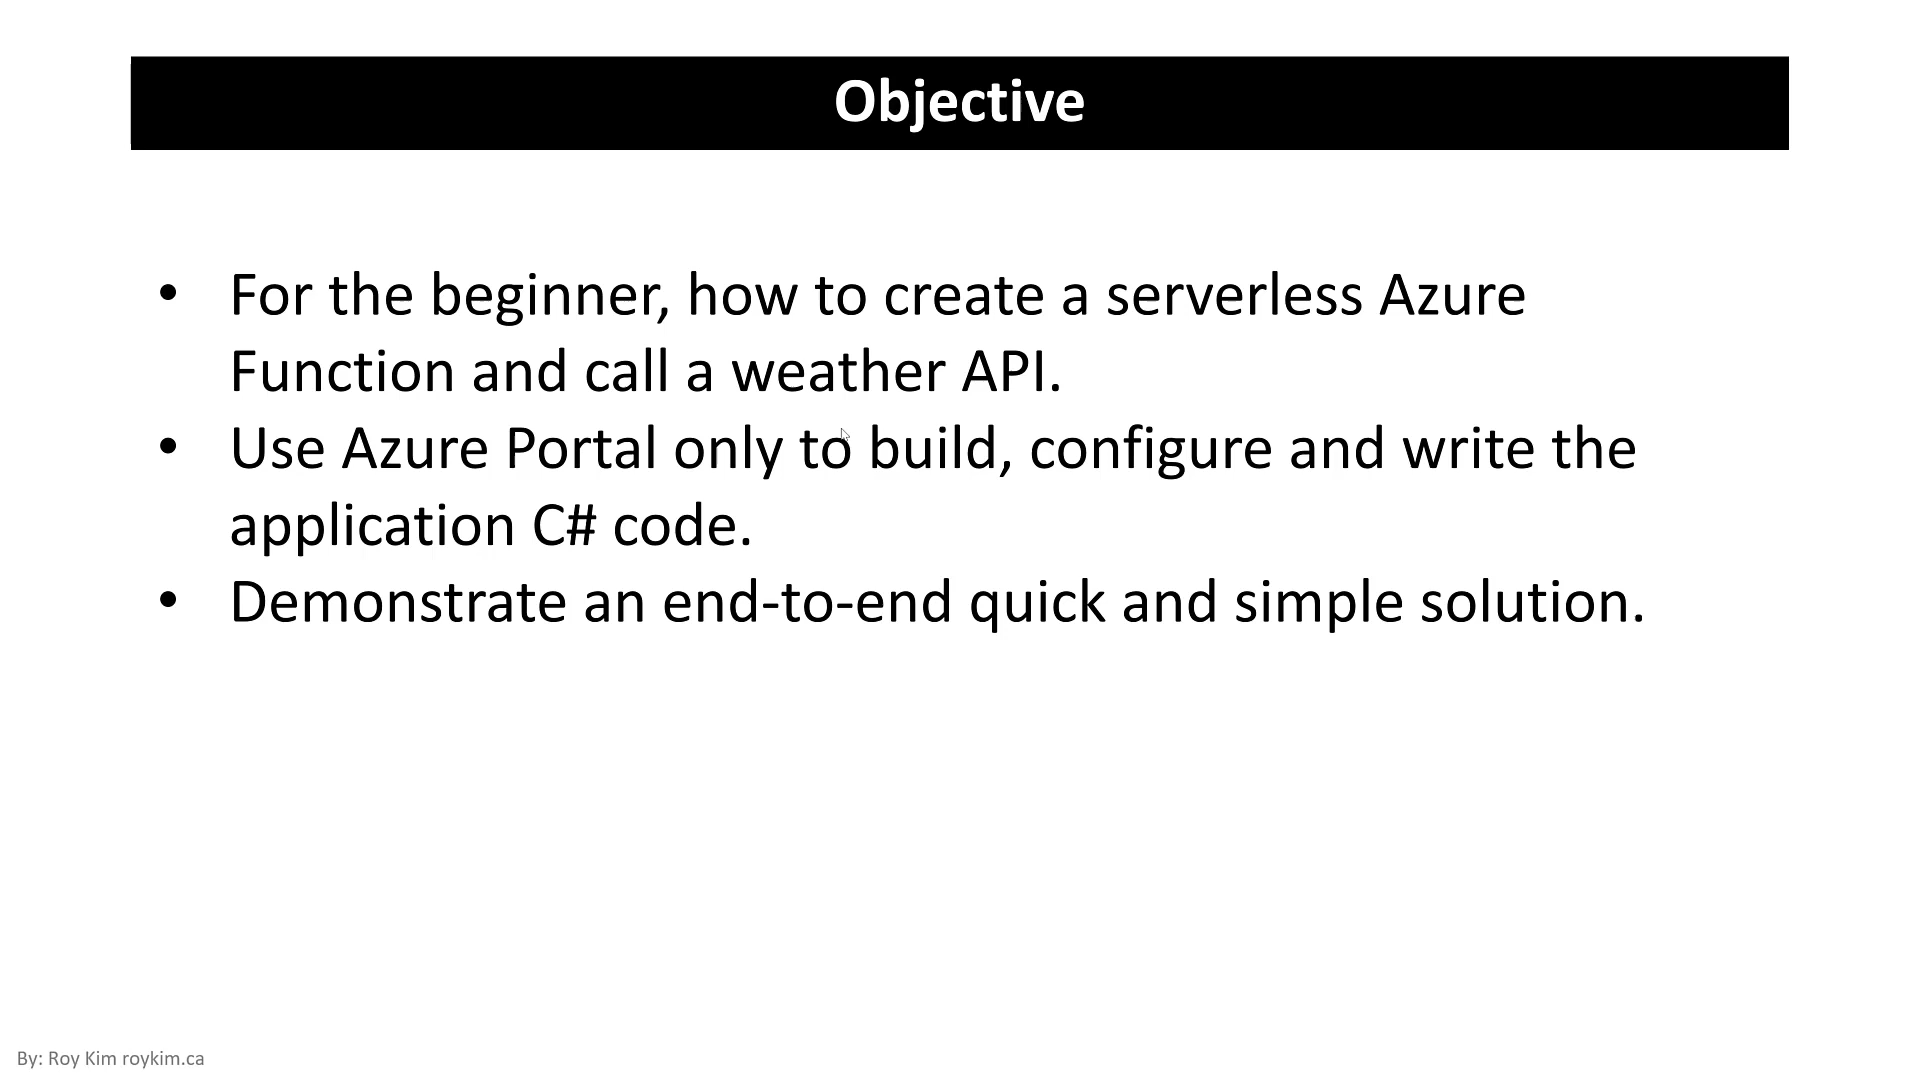 Objective
• For the beginner, how to create a serverless Azure
Function and call a weather API.
• Use Azure Portal only to build, configure and write the
application C# code.
• Demonstrate an end-to-end quick and simple solution.
By: Roy Kim roykim.ca